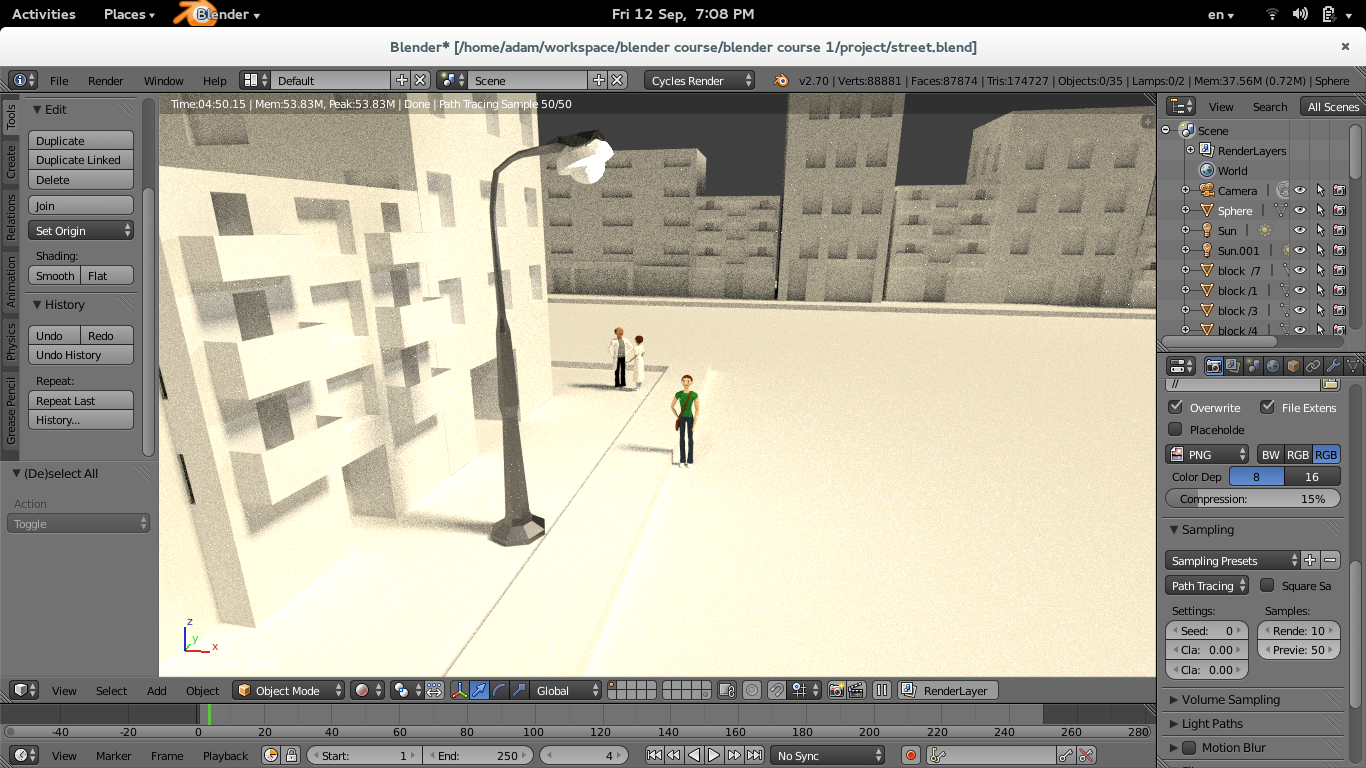 Activities Places Blender Fri 12 Sep, 7:08 PM en
Blender* [/home/adam/workspace/blender course/blender course 1/project/street.blend]
File Render Window Help Default Scene Cycles Render v2.70 | Verts:88881 | Faces:87874 | Tris:174727 | Objects:0/35 | Lamps:0/2 | Mem:37.56M (0.72M) | Sphere
Time:04:50.15 | Mem:53.83M, Peak:53.83M | Done | Path Tracing Sample 50/50
Tools
Create
Relations
Animation
Physics
Grease Pencil
Edit
Duplicate
Duplicate Linked
Delete
Join
Set Origin
Shading:
Smooth Flat
History
Undo Redo
Undo History
Repeat:
Repeat Last
History...
(De)select All
Action
Toggle
z
y
x
View Search All Scenes
Scene
RenderLayers
World
Camera
Sphere
Sun
Sun.001
block /7
block /1
block /3
block /4
//
Overwrite File Extens
Placeholde
PNG BW RGB RGB
Color Dep 8 16
Compression: 15%
Sampling
Sampling Presets
Path Tracing Square Sa
Settings: Samples:
Seed: 0 Rende: 10
Cla: 0.00 Previe: 50
Cla: 0.00
Volume Sampling
Light Paths
Motion Blur
View Select Add Object Object Mode Global RenderLayer
-40 -20 0 20 40 60 80 100 120 140 160 180 200 220 240 260 280
View Marker Frame Playback Start: 1 End: 250 4 No Sync